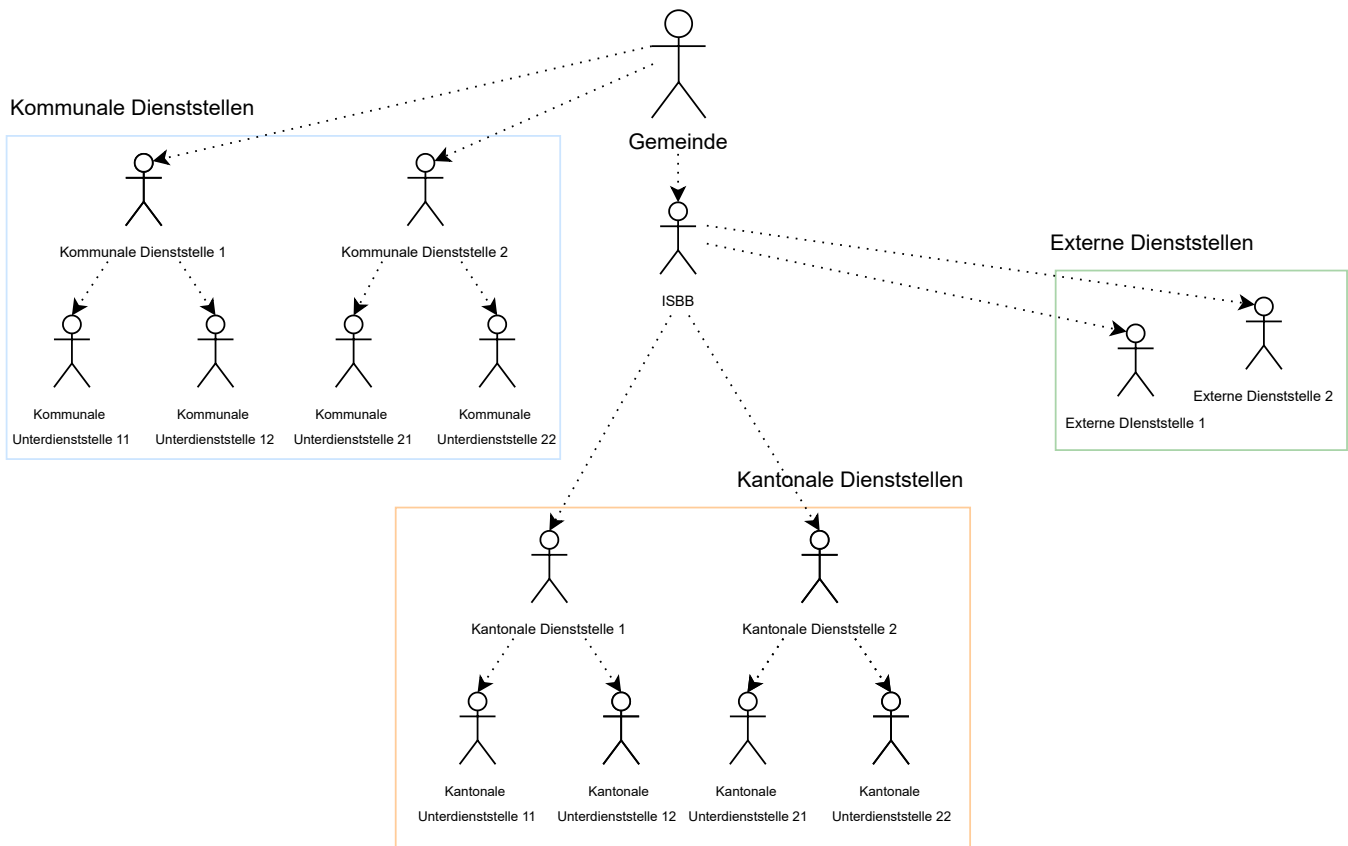 Kommunale Dienststellen
Gemeinde
Kommunale Dienststelle 1
Kommunale Dienststelle 2
Externe Dienststellen
ISBB
Kommunale
Unterdienststelle 11
Kommunale
Unterdienststelle 12
Kommunale
Unterdienststelle 21
Kommunale
Unterdienststelle 22
Externe Dienststelle 2
Externe DIenststelle 1
Kantonale Dienststellen
Kantonale Dienststelle 1
Kantonale Dienststelle 2
Kantonale
Unterdienststelle 11
Kantonale
Unterdienststelle 12
Kantonale
Unterdienststelle 21
Kantonale
Unterdienststelle 22